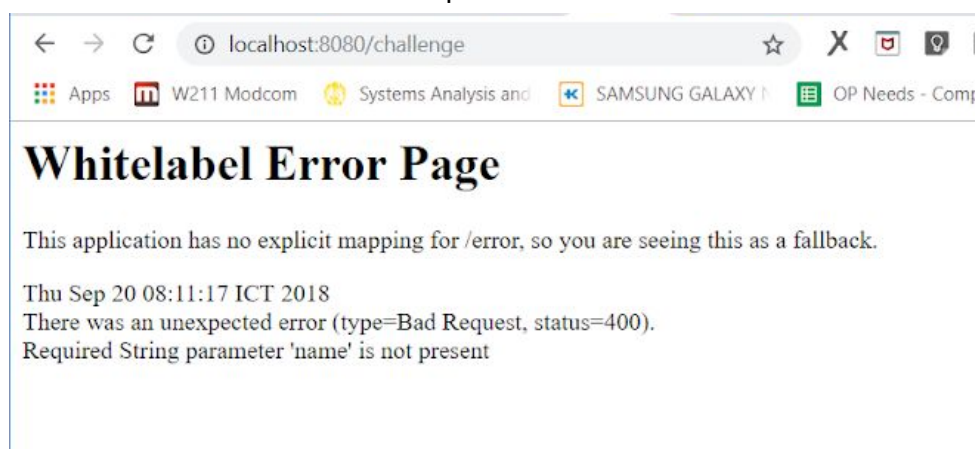 localhost:8080/challenge
Apps W211 Modcom Systems Analysis and SAMSUNG GALAXY OP Needs - Comp
Whitelabel Error Page
This application has no explicit mapping for /error, so you are seeing this as a fallback.
Thu Sep 20 08:11:17 ICT 2018
There was an unexpected error (type=Bad Request, status=400).
Required String parameter 'name' is not present